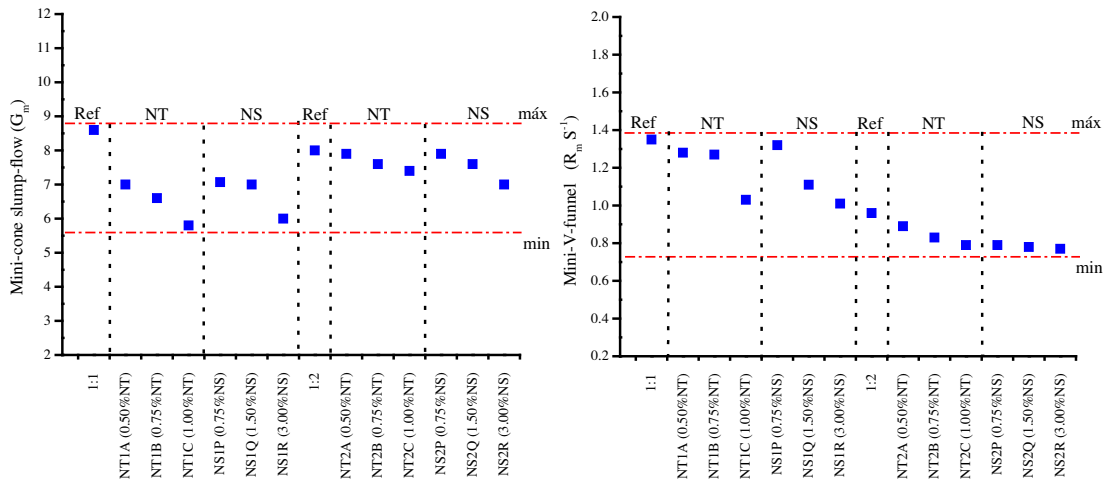 Mini-cone slump-flow (Gm)
12
11
10
9
8
7
6
5
4
3
2
Ref
NT
NS
Ref
NT
NS
máx
min
1:1
NT1A (0.50%NT)
NT1B (0.75%NT)
NT1C (1.00%NT)
NS1P (0.75%NS)
NS1Q (1.50%NS)
NS1R (3.00%NS)
1:2
NT2A (0.50%NT)
NT2B (0.75%NT)
NT2C (1.00%NT)
NS2P (0.75%NS)
NS2Q (1.50%NS)
NS2R (3.00%NS)
Mini-V-funnel (Rm S⁻¹)
2.0
1.8
1.6
1.4
1.2
1.0
0.8
0.6
0.4
0.2
Ref
NT
NS
Ref
NT
NS
máx
min
1:1
NT1A (0.50%NT)
NT1B (0.75%NT)
NT1C (1.00%NT)
NS1P (0.75%NS)
NS1Q (1.50%NS)
NS1R (3.00%NS)
1:2
NT2A (0.50%NT)
NT2B (0.75%NT)
NT2C (1.00%NT)
NS2P (0.75%NS)
NS2Q (1.50%NS)
NS2R (3.00%NS)